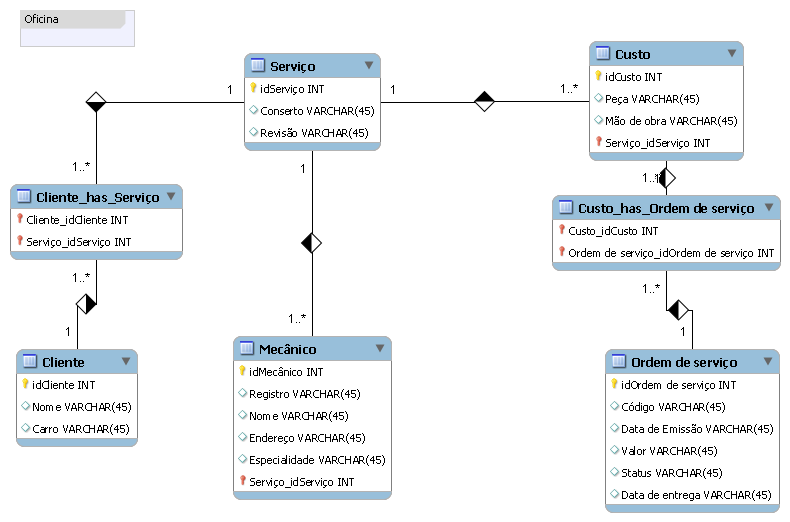 Oficina
Serviço
idServiço INT
Conserto VARCHAR(45)
Revisão VARCHAR(45)
Custo
idCusto INT
Peça VARCHAR(45)
Mão de obra VARCHAR(45)
Serviço_idServiço INT
1
1
1..*
1..*
1
1..*
1
Cliente_has_Serviço
Cliente_idCliente INT
Serviço_idServiço INT
Custo_has_Ordem de serviço
Custo_idCusto INT
Ordem de serviço_idOrdem de serviço INT
1..*
1
1..*
1..*
1
Cliente
idCliente INT
Nome VARCHAR(45)
Carro VARCHAR(45)
Mecânico
idMecânico INT
Registro VARCHAR(45)
Nome VARCHAR(45)
Endereço VARCHAR(45)
Especialidade VARCHAR(45)
Serviço_idServiço INT
Ordem de serviço
idOrdem de serviço INT
Código VARCHAR(45)
Data de Emissão VARCHAR(45)
Valor VARCHAR(45)
Status VARCHAR(45)
Data de entrega VARCHAR(45)